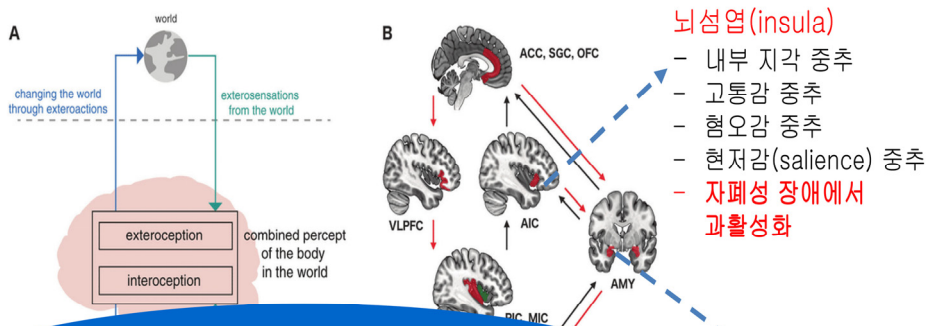 A
world
changing the world
through exteroactions
exterosensations
from the world
exteroception
interoception
combined percept
of the body
in the world
B
ACC, SGC, OFC
VLPFC
AIC
AMY
PIC, MIC
뇌섬엽(insula)
- 내부 지각 중추
- 고통감 중추
- 혐오감 중추
- 현저감(salience) 중추
- 자폐성 장애에서
과활성화